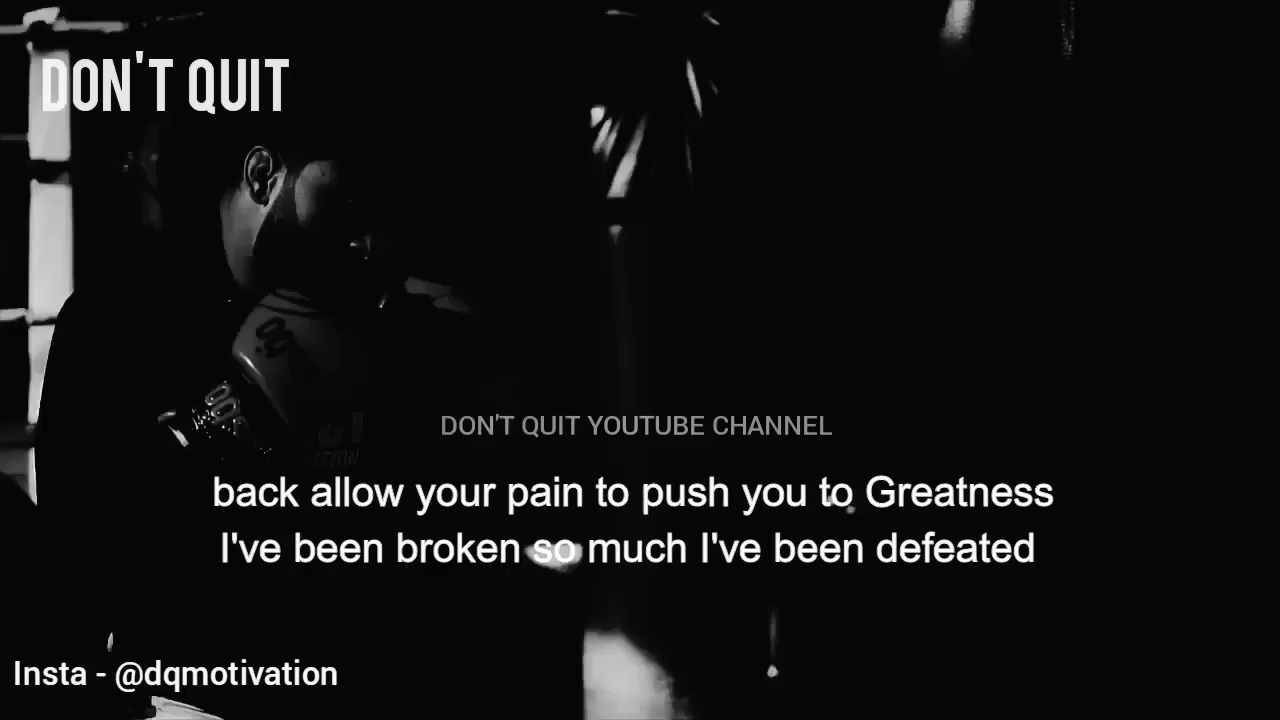 DON'T QUIT
DON'T QUIT YOUTUBE CHANNEL
back allow your pain to push you to Greatness
I've been broken so much I've been defeated
Insta - @dqmotivation